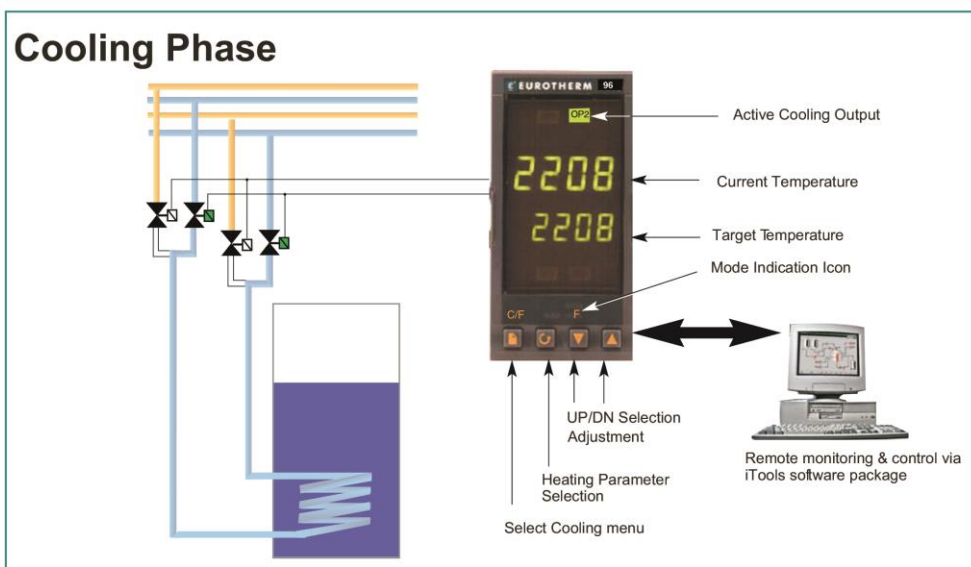 Cooling Phase
EUROTHERM 96
OP2
Active Cooling Output
2208
Current Temperature
2208
Target Temperature
Mode Indication Icon
C/F F
UP/DN Selection
Adjustment
Heating Parameter
Selection
Select Cooling menu
Remote monitoring & control via
iTools software package